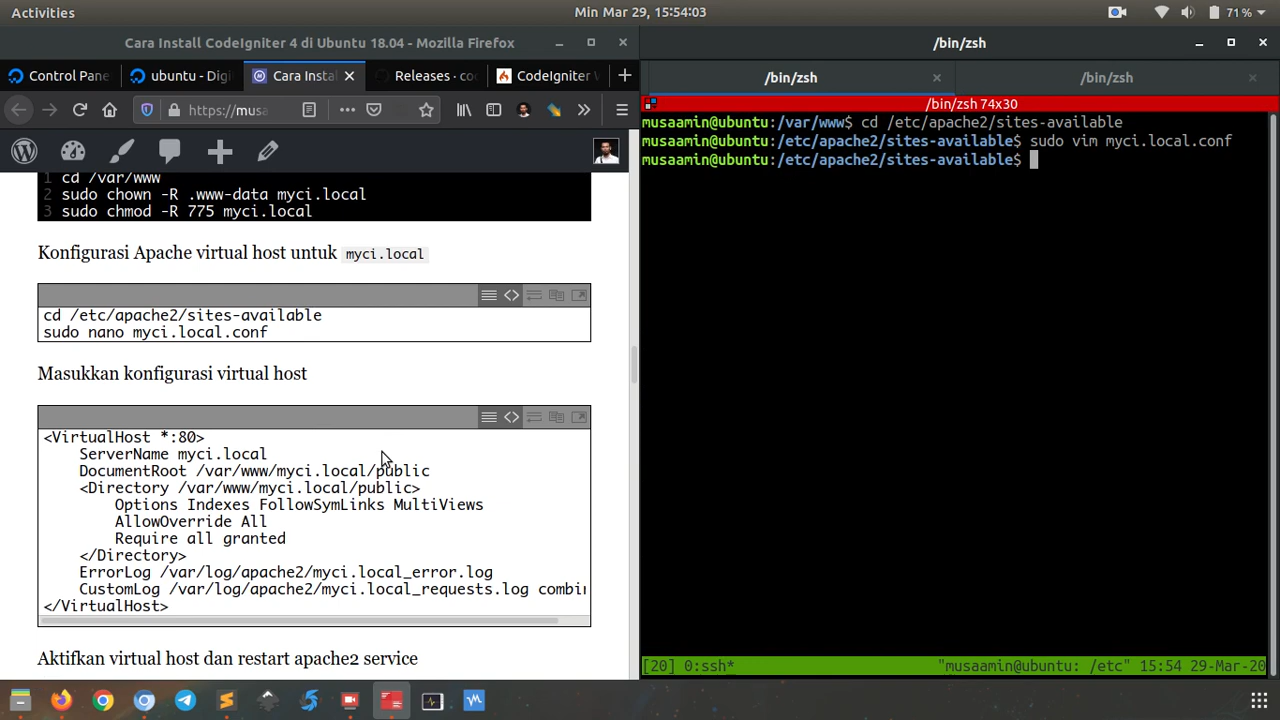 Activities
Min Mar 29, 15:54:03
71%
Cara Install CodeIgniter 4 di Ubuntu 18.04 - Mozilla Firefox
Control Pane
ubuntu - Digi
Cara Instal
Releases · co
CodeIgniter W
https://musa
1 cd /var/www
2 sudo chown -R .www-data myci.local
3 sudo chmod -R 775 myci.local
Konfigurasi Apache virtual host untuk myci.local
cd /etc/apache2/sites-available
sudo nano myci.local.conf
Masukkan konfigurasi virtual host
<VirtualHost *:80>
    ServerName myci.local
    DocumentRoot /var/www/myci.local/public
    <Directory /var/www/myci.local/public>
        Options Indexes FollowSymLinks MultiViews
        AllowOverride All
        Require all granted
    </Directory>
    ErrorLog /var/log/apache2/myci.local_error.log
    CustomLog /var/log/apache2/myci.local_requests.log combin
</VirtualHost>
Aktifkan virtual host dan restart apache2 service
/bin/zsh
/bin/zsh
/bin/zsh
/bin/zsh 74x30
musaamin@ubuntu:/var/www$ cd /etc/apache2/sites-available
musaamin@ubuntu:/etc/apache2/sites-available$ sudo vim myci.local.conf
musaamin@ubuntu:/etc/apache2/sites-available$
[20] 0:ssh* "musaamin@ubuntu: /etc" 15:54 29-Mar-20